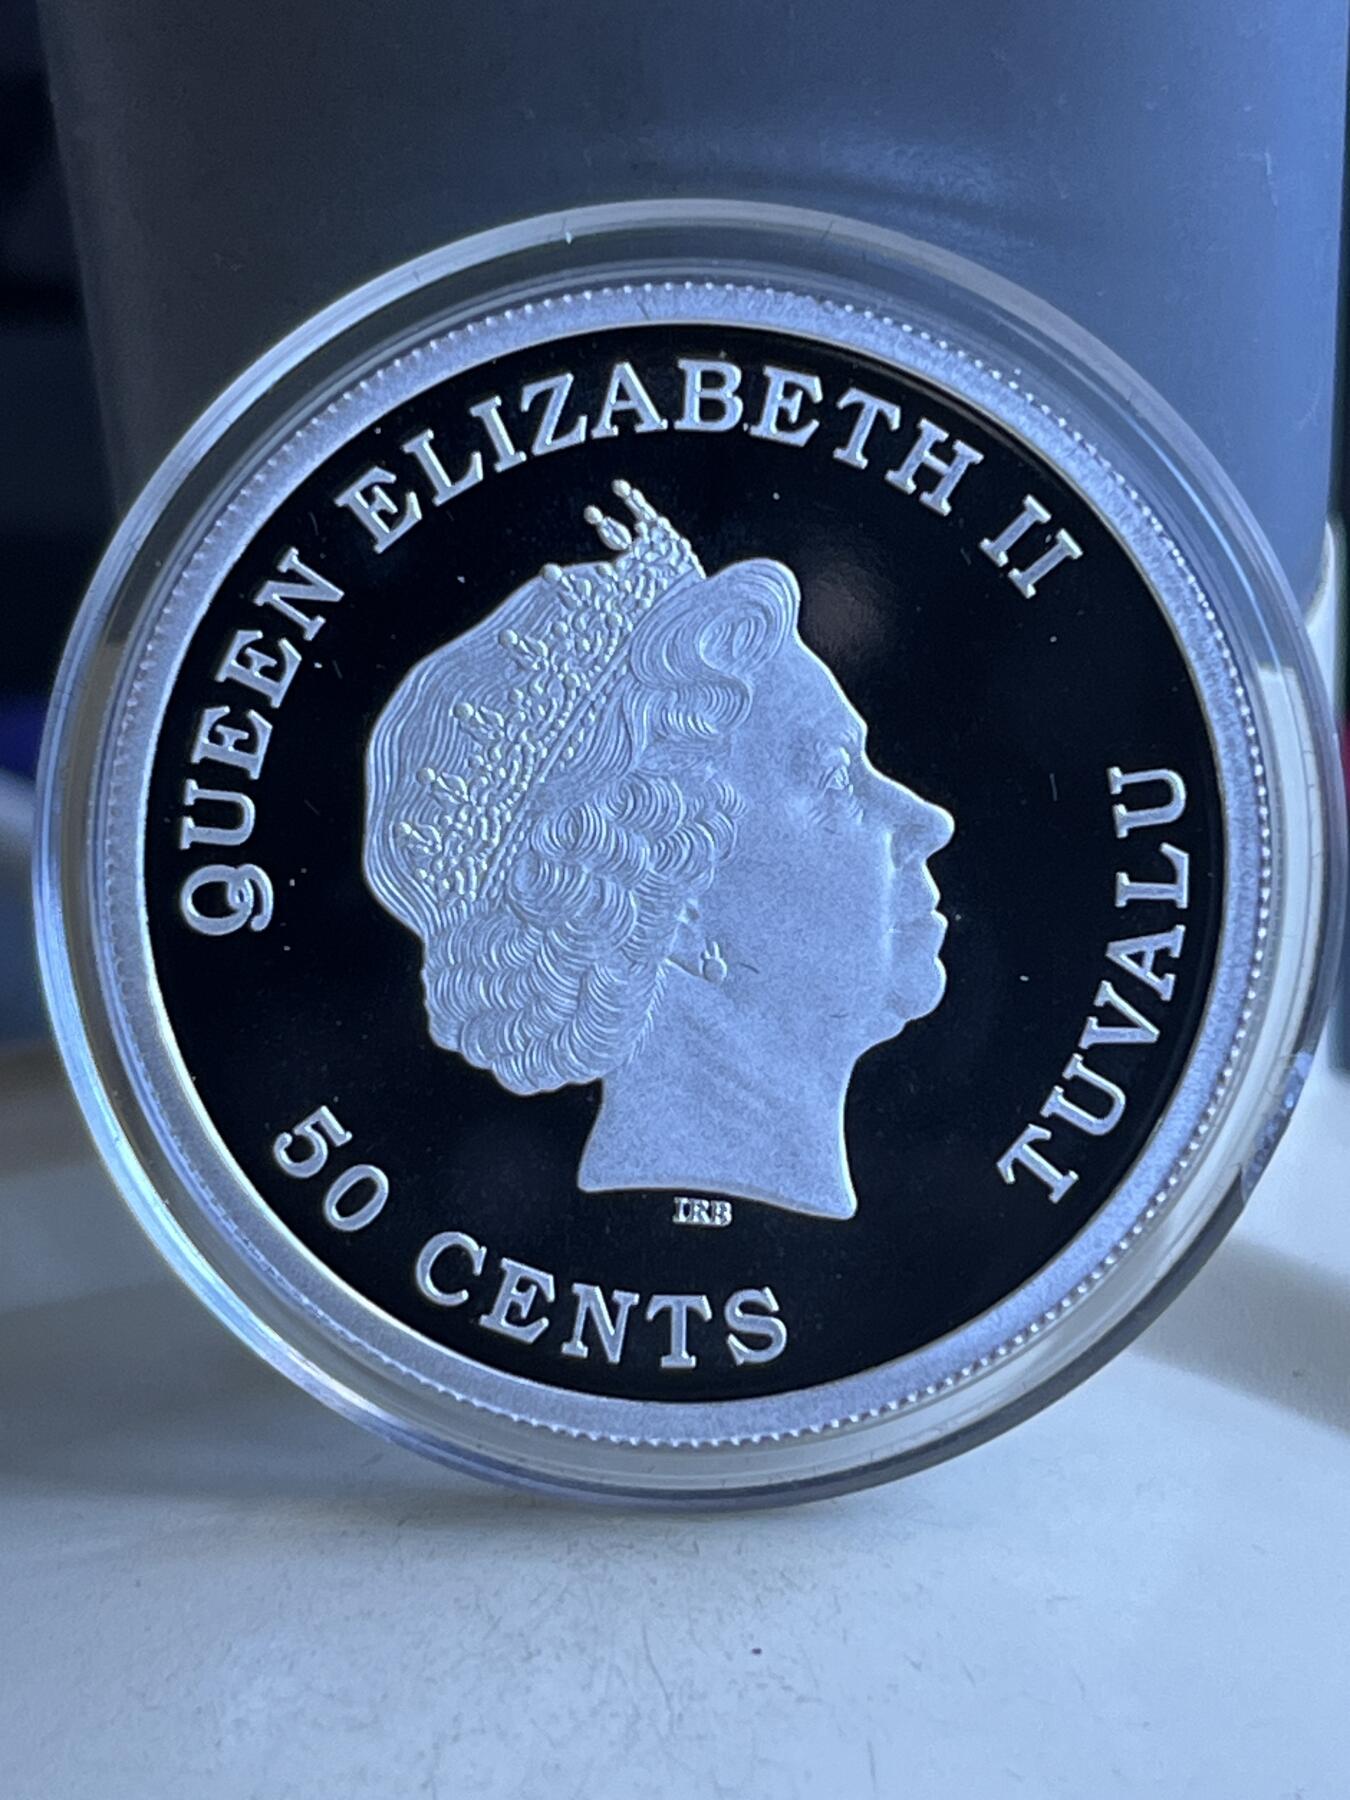 QUEEN ELIZABETH II
TUVALU
IRB
50 CENTS